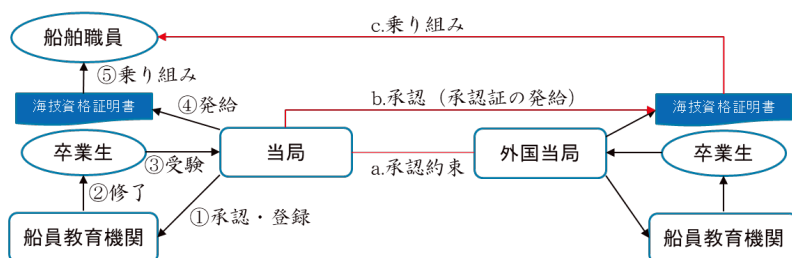 c.乗り組み
船舶職員
⑤乗り組み
海技資格証明書
④発給
b.承認（承認証の発給）
海技資格証明書
卒業生
③受験
当局
a.承認約束
外国当局
卒業生
②修了
①承認・登録
船員教育機関
船員教育機関